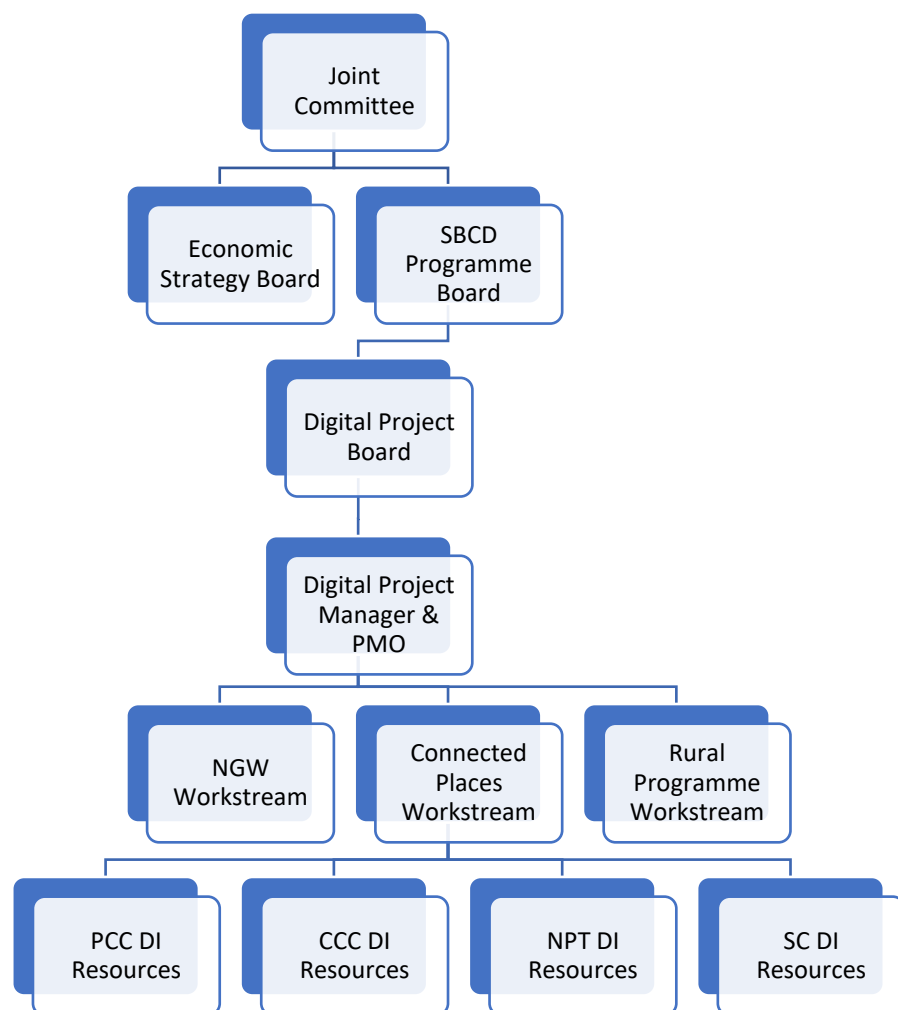 Joint
Committee
Economic
Strategy Board
SBCD
Programme
Board
Digital Project
Board
Digital Project
Manager &
PMO
NGW
Workstream
Connected
Places
Workstream
Rural
Programme
Workstream
PCC DI
Resources
CCC DI
Resources
NPT DI
Resources
SC DI
Resources